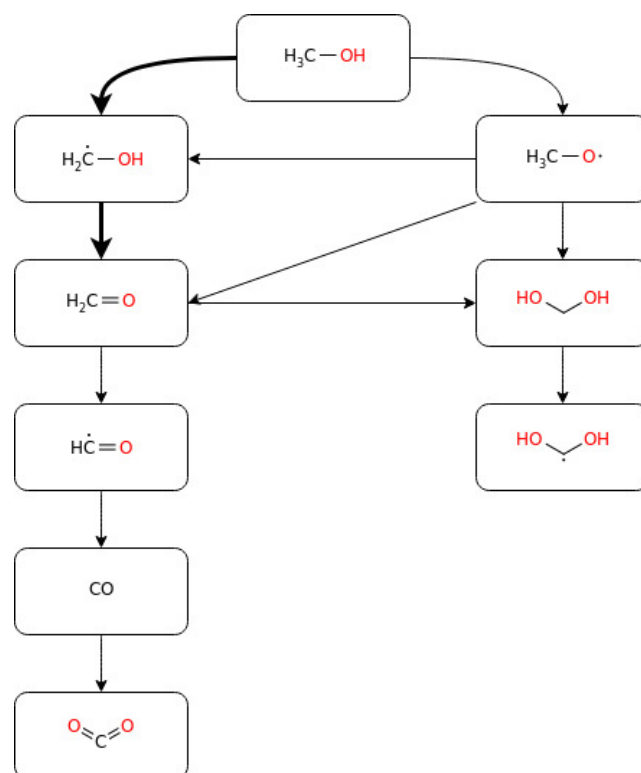 H₃C—OH
H₂Ċ—OH
H₃C—O·
H₂C=O
HO OH
HĊ=O
HO OH
·
CO
O=C=O